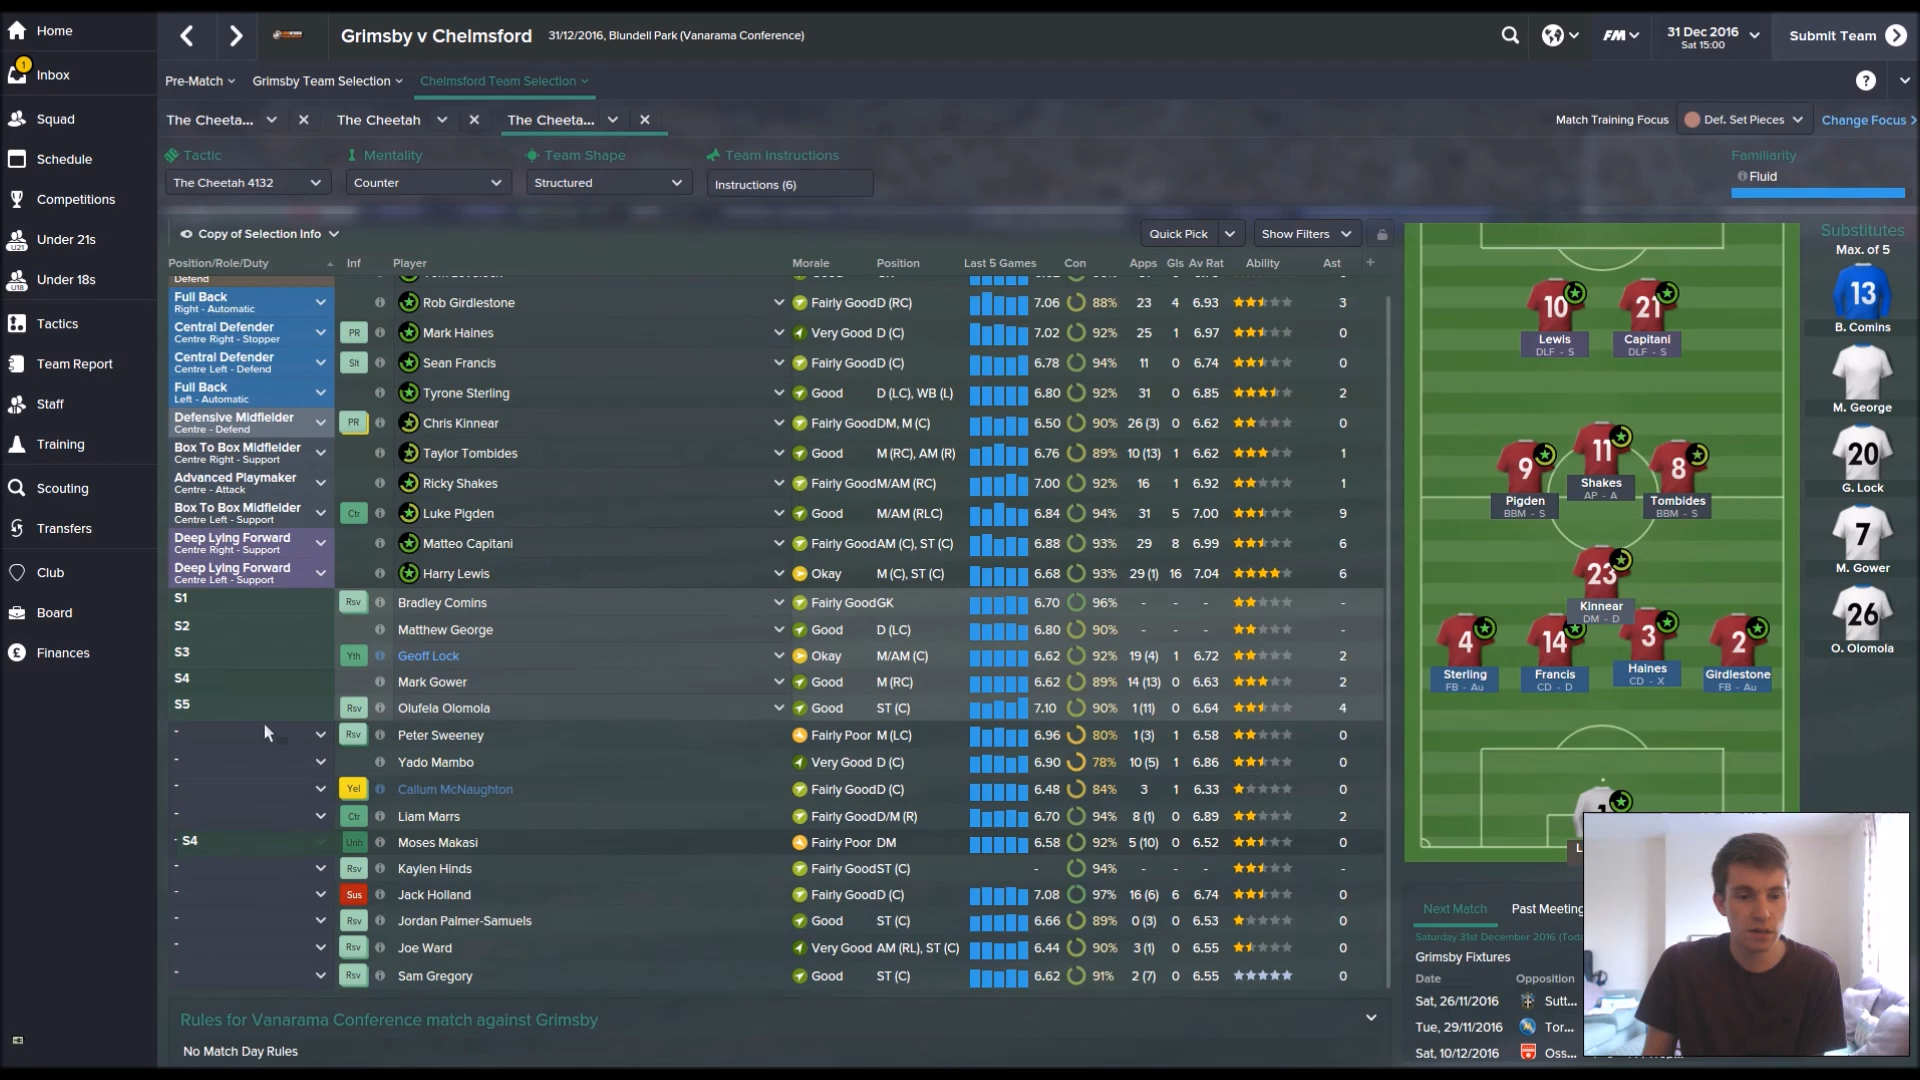 Home
Inbox
1
Squad
Schedule
Competitions
Under 21s
Under 18s
Tactics
Team Report
Staff
Training
Scouting
Transfers
Club
Board
Finances
Grimsby v Chelmsford 31/12/2016, Blundell Park (Vanarama Conference)
FM
31 Dec 2016
Sat 15:00
Submit Team
Pre-Match Grimsby Team Selection Chelmsford Team Selection
The Cheeta... The Cheetah The Cheeta...
Match Training Focus Def. Set Pieces Change Focus
Tactic Mentality Team Shape Team Instructions Familiarity
The Cheetah 4132 Counter Structured Instructions (6) Fluid
Copy of Selection Info Quick Pick Show Filters
Position/Role/Duty Inf Player Morale Position Last 5 Games Con Apps Gls Av Rat Ability Ast
Defend
Full Back Right - Automatic Rob Girdlestone Fairly Good D (RC) 7.06 88% 23 4 6.93 3
Central Defender Centre Right - Stopper PR Mark Haines Very Good D (C) 7.02 92% 25 1 6.97 0
Central Defender Centre Left - Defend Slt Sean Francis Fairly Good D (C) 6.78 94% 11 0 6.74 0
Full Back Left - Automatic Tyrone Sterling Good D (LC), WB (L) 6.80 92% 31 0 6.85 2
Defensive Midfielder Centre - Defend PR Chris Kinnear Fairly Good DM, M (C) 6.50 90% 26 (3) 0 6.62 0
Box To Box Midfielder Centre Right - Support Taylor Tombides Good M (RC), AM (R) 6.76 89% 10 (13) 1 6.62 1
Advanced Playmaker Centre - Attack Ricky Shakes Fairly Good M/AM (RC) 7.00 92% 16 1 6.92 1
Box To Box Midfielder Centre Left - Support Ctr Luke Pigden Good M/AM (RLC) 6.84 94% 31 5 7.00 9
Deep Lying Forward Centre Right - Support Matteo Capitani Fairly Good AM (C), ST (C) 6.88 93% 29 8 6.99 6
Deep Lying Forward Centre Left - Support Harry Lewis Okay M (C), ST (C) 6.68 93% 29 (1) 16 7.04 6
S1 Rsv Bradley Comins Fairly Good GK 6.70 96% - - - -
S2 Matthew George Good D (LC) 6.80 90% - - - -
S3 Yth Geoff Lock Okay M/AM (C) 6.62 92% 19 (4) 1 6.72 2
S4 Mark Gower Good M (RC) 6.62 89% 14 (13) 0 6.63 2
S5 Rsv Olufela Olomola Good ST (C) 7.10 90% 1 (11) 0 6.64 4
- Rsv Peter Sweeney Fairly Poor M (LC) 6.96 80% 1 (3) 1 6.58 0
- Yado Mambo Very Good D (C) 6.90 78% 10 (5) 1 6.86 0
- Yel Callum McNaughton Fairly Good D (C) 6.48 84% 3 1 6.33 0
- Ctr Liam Marrs Fairly Good D/M (R) 6.70 94% 8 (1) 0 6.89 2
- S4 Unh Moses Makasi Fairly Poor DM 6.58 92% 5 (10) 0 6.52 0
- Rsv Kaylen Hinds Fairly Good ST (C) - 94% - - - -
- Sus Jack Holland Fairly Good D (C) 7.08 97% 16 (6) 6 6.74 0
- Rsv Jordan Palmer-Samuels Good ST (C) 6.66 89% 0 (3) 0 6.53 0
- Rsv Joe Ward Very Good AM (RL), ST (C) 6.44 90% 3 (1) 0 6.55 0
- Rsv Sam Gregory Good ST (C) 6.62 91% 2 (7) 0 6.55 0
Rules for Vanarama Conference match against Grimsby
No Match Day Rules
10 21
Lewis Capitani
DLF - S DLF - S
9 11 8
Pigden Shakes Tombides
BBM - S AP - A BBM - S
23
Kinnear
DM - D
4 14 3 2
Sterling Francis Haines Girdlestone
FB - Au CD - D CD - X FB - Au
Substitutes
Max. of 5
13
B. Comins
M. George
20
G. Lock
7
M. Gower
26
O. Olomola
Next Match Past Meeting
Saturday 31st December 2016 (Toda
Grimsby Fixtures
Date Opposition
Sat, 26/11/2016 Sutt...
Tue, 29/11/2016 Tor...
Sat, 10/12/2016 Oss...